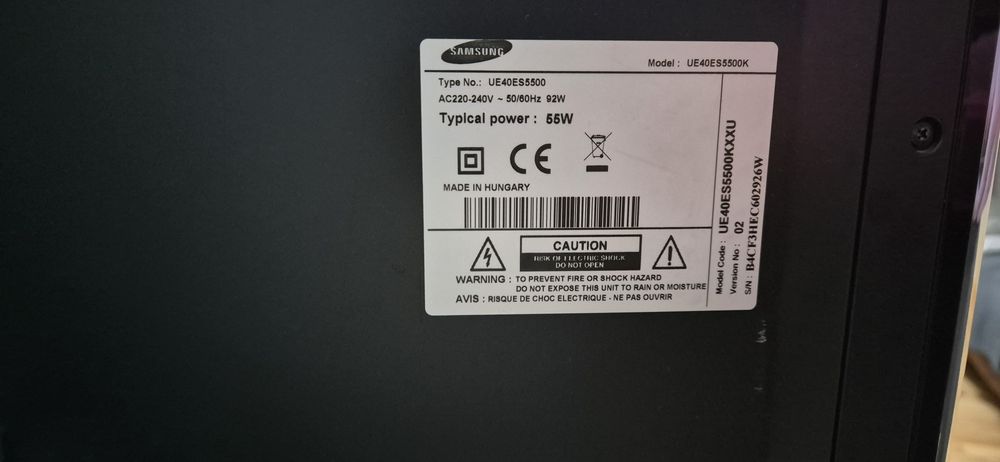 SAMSUNG
Model : UE40ES5500K
Type No.: UE40ES5500
AC220-240V ~ 50/60Hz 92W
Typical power : 55W
CE
MADE IN HUNGARY
CAUTION
RISK OF ELECTRIC SHOCK
DO NOT OPEN
WARNING : TO PREVENT FIRE OR SHOCK HAZARD
DO NOT EXPOSE THIS UNIT TO RAIN OR MOISTURE
AVIS : RISQUE DE CHOC ELECTRIQUE - NE PAS OUVRIR
Model Code : UE40ES5500KXXU
Version No : 02
S/N : B4CF3HEC602926W